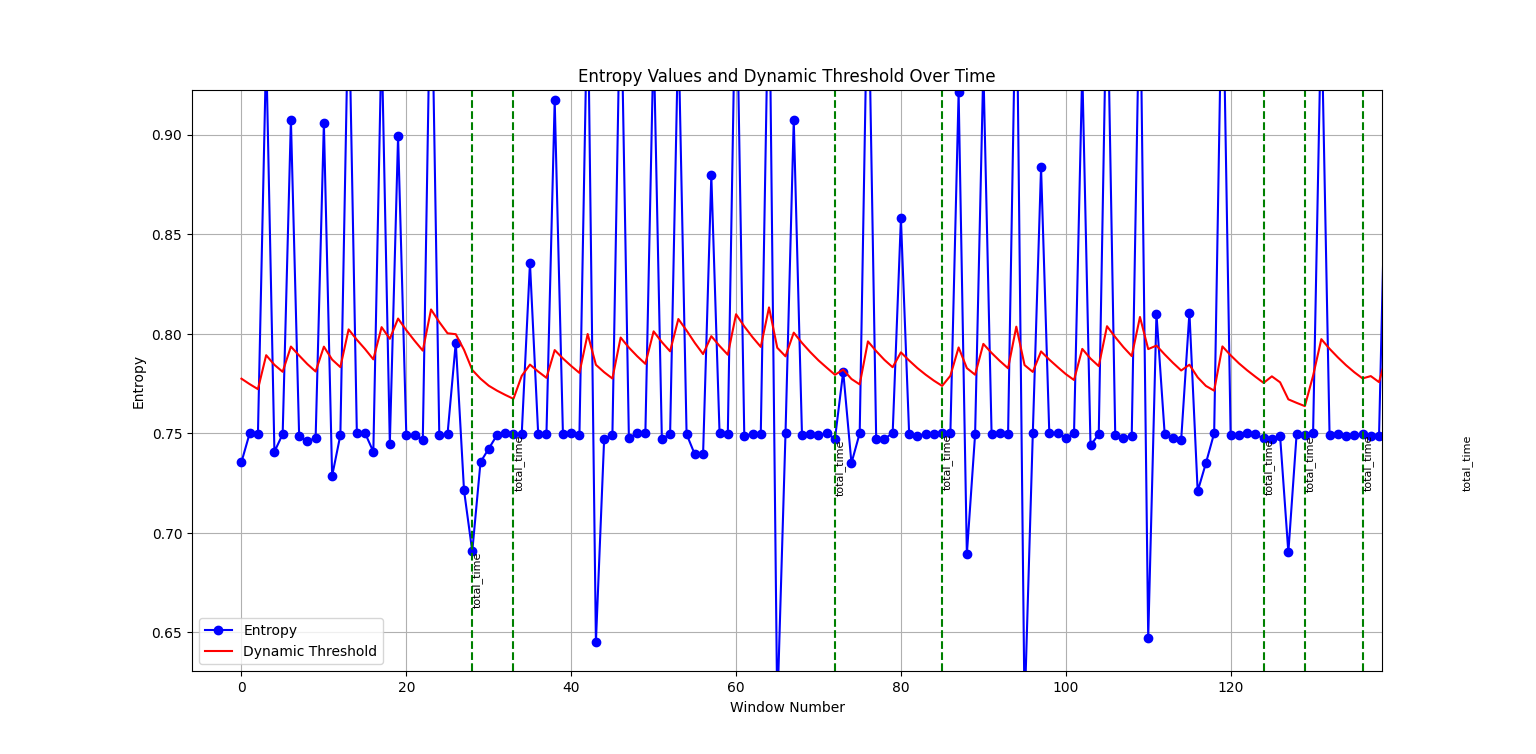 Entropy Values and Dynamic Threshold Over Time
Entropy
0.90
0.85
0.80
0.75
0.70
0.65
total_time
total_time
total_time
total_time
total_time
total_time
total_time
total_time
Entropy
Dynamic Threshold
0
20
40
60
80
100
120
Window Number